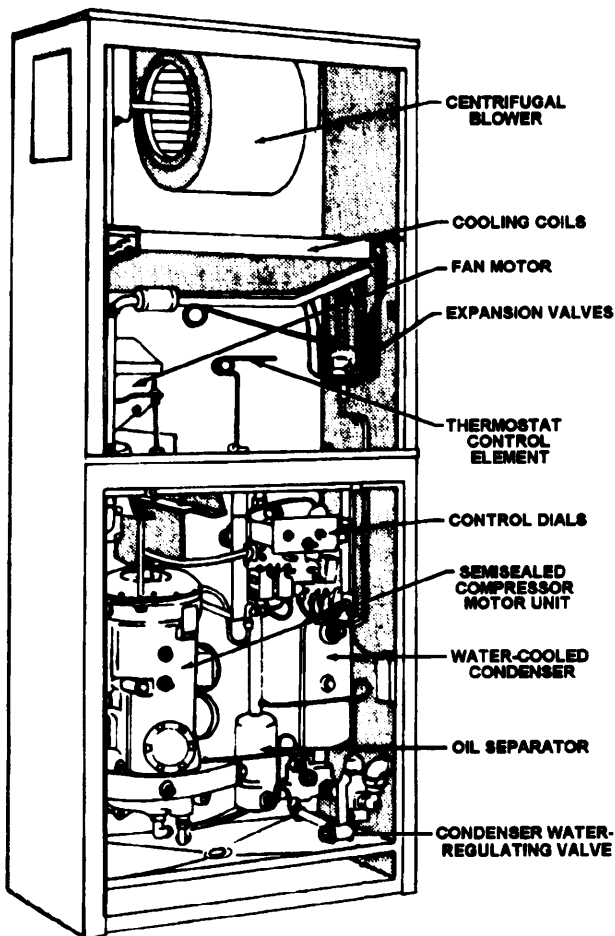 CENTRIFUGAL
BLOWER
COOLING COILS
FAN MOTOR
EXPANSION VALVES
THERMOSTAT
CONTROL
ELEMENT
CONTROL DIALS
SEMISEALED
COMPRESSOR
MOTOR UNIT
WATER-COOLED
CONDENSER
OIL SEPARATOR
CONDENSER WATER-
REGULATING VALVE